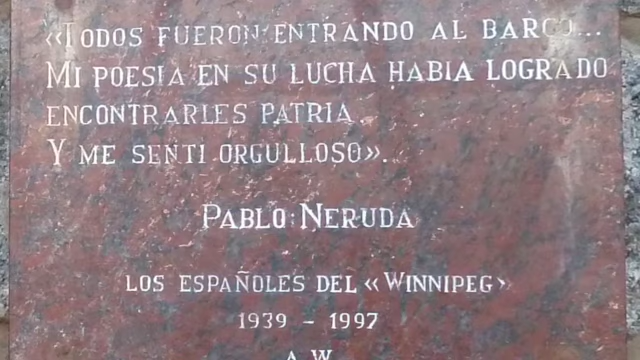 «TODOS FUERON ENTRANDO AL BARCO...
MI POESIA EN SU LUCHA HABIA LOGRADO
ENCONTRARLES PATRIA.
Y ME SENTI ORGULLOSO».
PABLO NERUDA
LOS ESPAÑOLES DEL «WINNIPEG»
1939 - 1997
A.W.